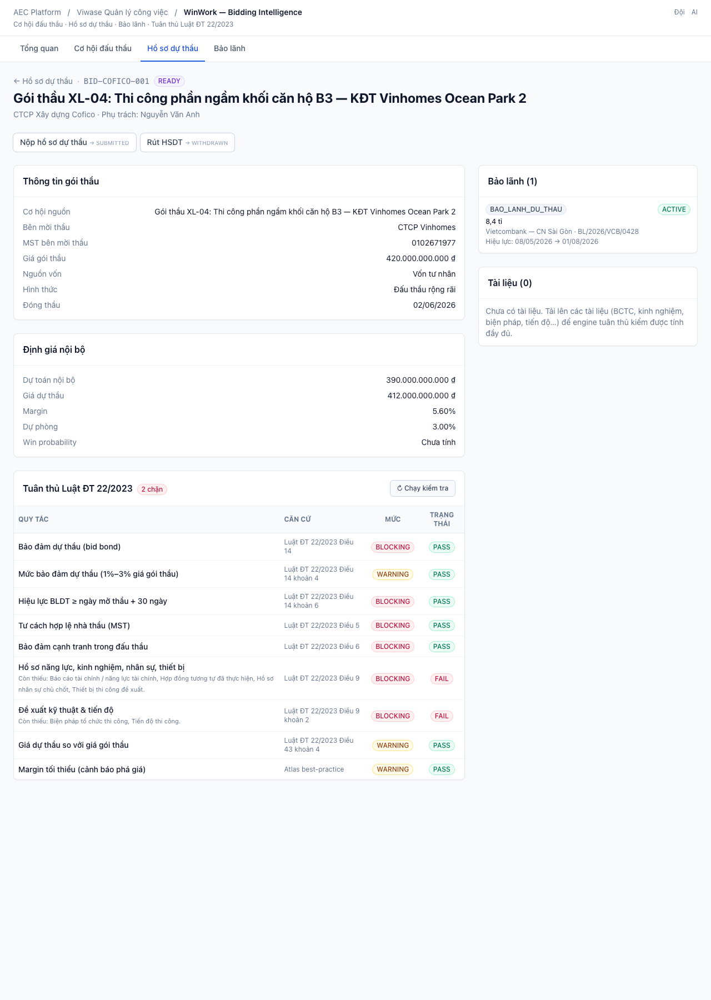 AEC Platform / Viwase Quản lý công việc / WinWork — Bidding Intelligence
Đội AI
Cơ hội đấu thầu · Hồ sơ dự thầu · Bảo lãnh · Tuân thủ Luật ĐT 22/2023
Tổng quan Cơ hội đấu thầu Hồ sơ dự thầu Bảo lãnh
← Hồ sơ dự thầu · BID-COFICO-001 READY
Gói thầu XL-04: Thi công phần ngầm khối căn hộ B3 — KĐT Vinhomes Ocean Park 2
CTCP Xây dựng Cofico · Phụ trách: Nguyễn Văn Anh
Nộp hồ sơ dự thầu → SUBMITTED Rút HSDT → WITHDRAWN
Thông tin gói thầu
Cơ hội nguồn Gói thầu XL-04: Thi công phần ngầm khối căn hộ B3 — KĐT Vinhomes Ocean Park 2
Bên mời thầu CTCP Vinhomes
MST bên mời thầu 0102671977
Giá gói thầu 420.000.000.000 ₫
Nguồn vốn Vốn tư nhân
Hình thức Đấu thầu rộng rãi
Đóng thầu 02/06/2026
Định giá nội bộ
Dự toán nội bộ 390.000.000.000 ₫
Giá dự thầu 412.000.000.000 ₫
Margin 5.60%
Dự phòng 3.00%
Win probability Chưa tính
Tuân thủ Luật ĐT 22/2023 2 chặn ↻ Chạy kiểm tra
QUY TẮC CĂN CỨ MỨC TRẠNG
THÁI
Bảo đảm dự thầu (bid bond) Luật ĐT 22/2023 Điều
14 BLOCKING PASS
Mức bảo đảm dự thầu (1%–3% giá gói thầu) Luật ĐT 22/2023 Điều
14 khoản 4 WARNING PASS
Hiệu lực BLDT ≥ ngày mở thầu + 30 ngày Luật ĐT 22/2023 Điều
14 khoản 6 BLOCKING PASS
Tư cách hợp lệ nhà thầu (MST) Luật ĐT 22/2023 Điều 5 BLOCKING PASS
Bảo đảm cạnh tranh trong đấu thầu Luật ĐT 22/2023 Điều 6 BLOCKING PASS
Hồ sơ năng lực, kinh nghiệm, nhân sự, thiết bị
Còn thiếu: Báo cáo tài chính / năng lực tài chính, Hợp đồng tương tự đã thực hiện, Hồ sơ
nhân sự chủ chốt, Thiết bị thi công đề xuất.
Luật ĐT 22/2023 Điều 9 BLOCKING FAIL
Đề xuất kỹ thuật & tiến độ
Còn thiếu: Biện pháp tổ chức thi công, Tiến độ thi công.
Luật ĐT 22/2023 Điều 9
khoản 2 BLOCKING FAIL
Giá dự thầu so với giá gói thầu Luật ĐT 22/2023 Điều
43 khoản 4 WARNING PASS
Margin tối thiểu (cảnh báo phá giá) Atlas best-practice WARNING PASS
Bảo lãnh (1)
BAO_LANH_DU_THAU ACTIVE
8,4 tỉ
Vietcombank — CN Sài Gòn · BL/2026/VCB/0428
Hiệu lực: 08/05/2026 → 01/08/2026
Tài liệu (0)
Chưa có tài liệu. Tải lên các tài liệu (BCTC, kinh nghiệm,
biện pháp, tiến độ…) để engine tuân thủ kiểm được tính
đầy đủ.